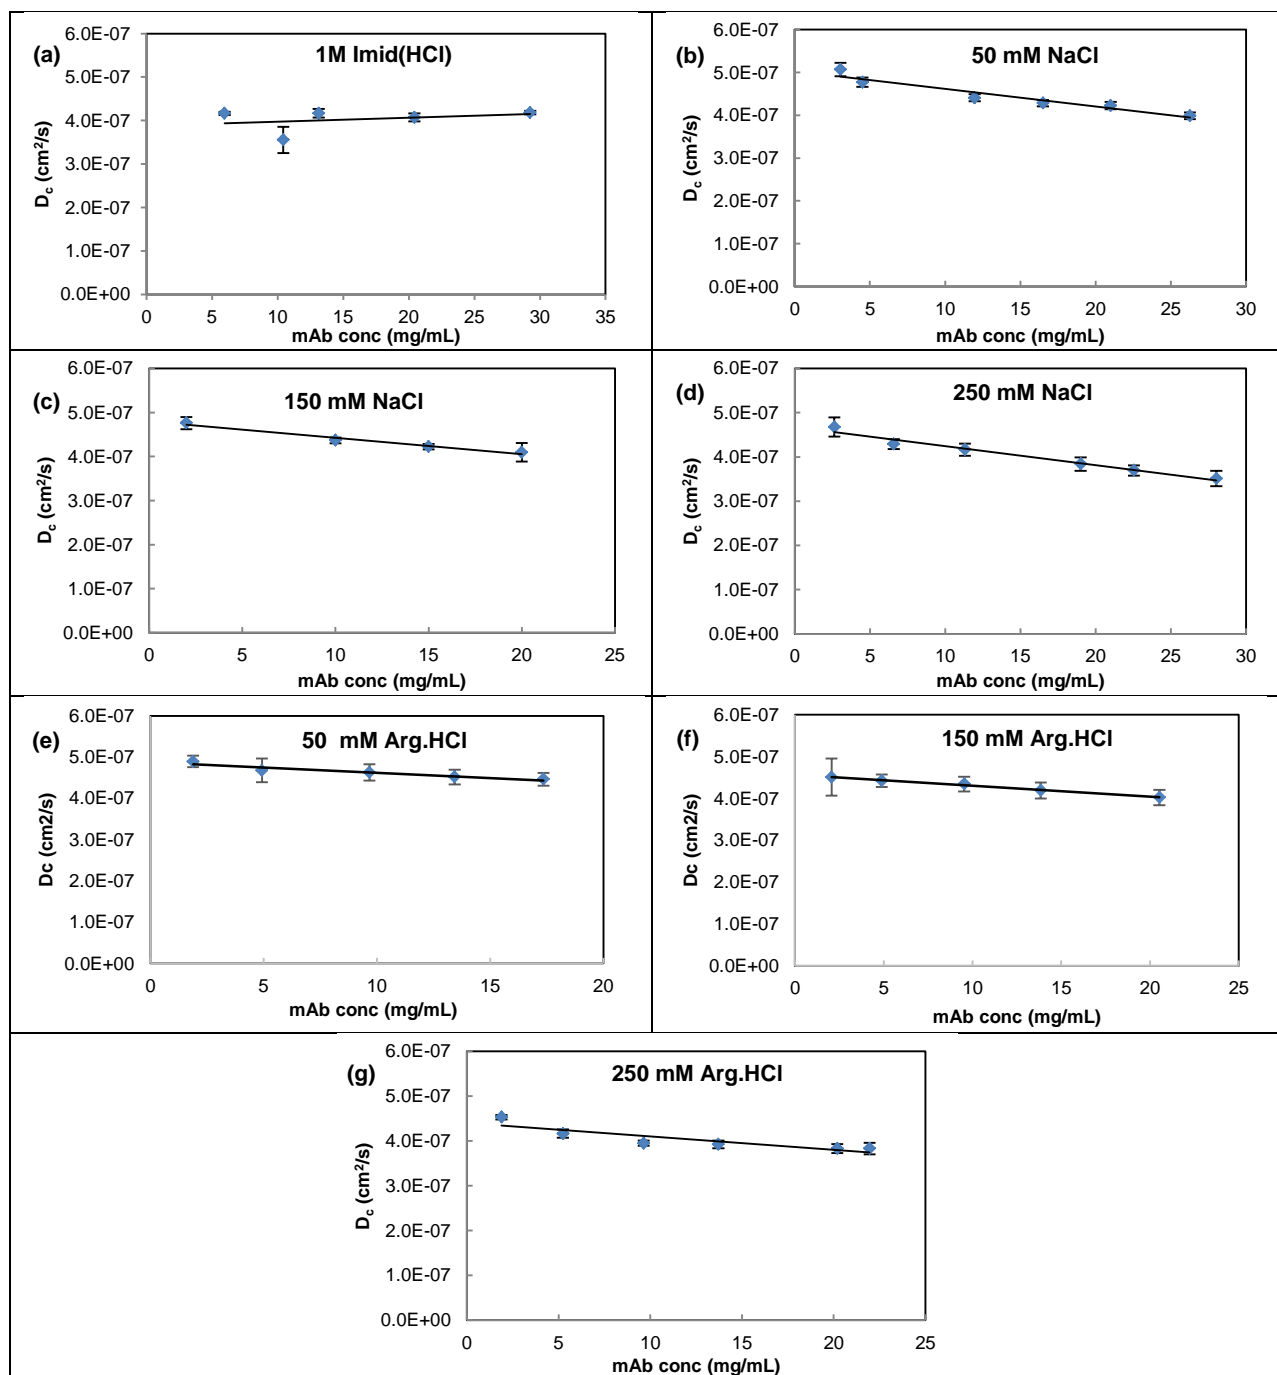 (a) 1M Imid(HCl)
6.0E-07
5.0E-07
4.0E-07
3.0E-07
2.0E-07
1.0E-07
0.0E+00
Dc (cm²/s)
0 5 10 15 20 25 30 35
mAb conc (mg/mL)
(b) 50 mM NaCl
6.0E-07
5.0E-07
4.0E-07
3.0E-07
2.0E-07
1.0E-07
0.0E+00
Dc (cm²/s)
0 5 10 15 20 25 30
mAb conc (mg/mL)
(c) 150 mM NaCl
6.0E-07
5.0E-07
4.0E-07
3.0E-07
2.0E-07
1.0E-07
0.0E+00
Dc (cm²/s)
0 5 10 15 20 25
mAb conc (mg/mL)
(d) 250 mM NaCl
6.0E-07
5.0E-07
4.0E-07
3.0E-07
2.0E-07
1.0E-07
0.0E+00
Dc (cm²/s)
0 5 10 15 20 25 30
mAb conc (mg/mL)
(e) 50 mM Arg.HCl
6.0E-07
5.0E-07
4.0E-07
3.0E-07
2.0E-07
1.0E-07
0.0E+00
Dc (cm2/s)
0 5 10 15 20
mAb conc (mg/mL)
(f) 150 mM Arg.HCl
6.0E-07
5.0E-07
4.0E-07
3.0E-07
2.0E-07
1.0E-07
0.0E+00
Dc (cm2/s)
0 5 10 15 20 25
mAb conc (mg/mL)
(g) 250 mM Arg.HCl
6.0E-07
5.0E-07
4.0E-07
3.0E-07
2.0E-07
1.0E-07
0.0E+00
Dc (cm²/s)
0 5 10 15 20 25
mAb conc (mg/mL)